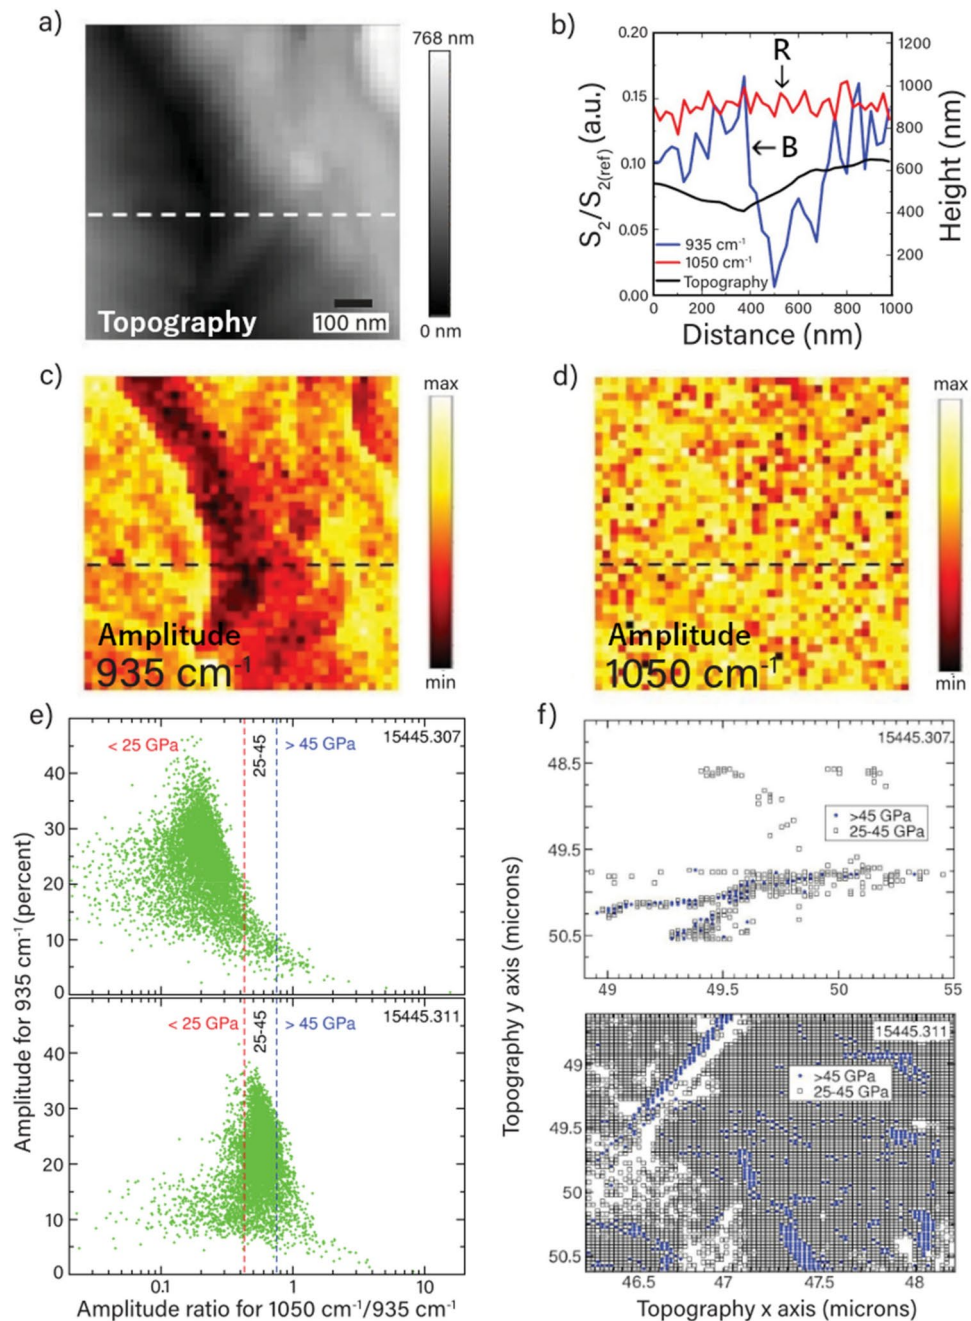 a)
768 nm
0 nm
Topography
100 nm
b)
S₂/S₂(ref) (a.u.)
0.20
0.15
0.10
0.05
0.00
R
B
935 cm⁻¹
1050 cm⁻¹
Topography
0 200 400 600 800 1000
Distance (nm)
1200
1000
800
600
400
200
Height (nm)
c)
Amplitude
935 cm⁻¹
max
min
d)
Amplitude
1050 cm⁻¹
max
min
e)
Amplitude for 935 cm⁻¹ (percent)
15445.307
< 25 GPa
25-45
> 45 GPa
40
30
20
10
0
15445.311
< 25 GPa
25-45
> 45 GPa
40
30
20
10
0
0.1 1 10
Amplitude ratio for 1050 cm⁻¹/935 cm⁻¹
f)
Topography y axis (microns)
15445.307
48.5
49.5
50.5
>45 GPa
25-45 GPa
49 49.5 50 50.5
15445.311
49
49.5
50
50.5
>45 GPa
25-45 GPa
46.5 47 47.5 48
Topography x axis (microns)